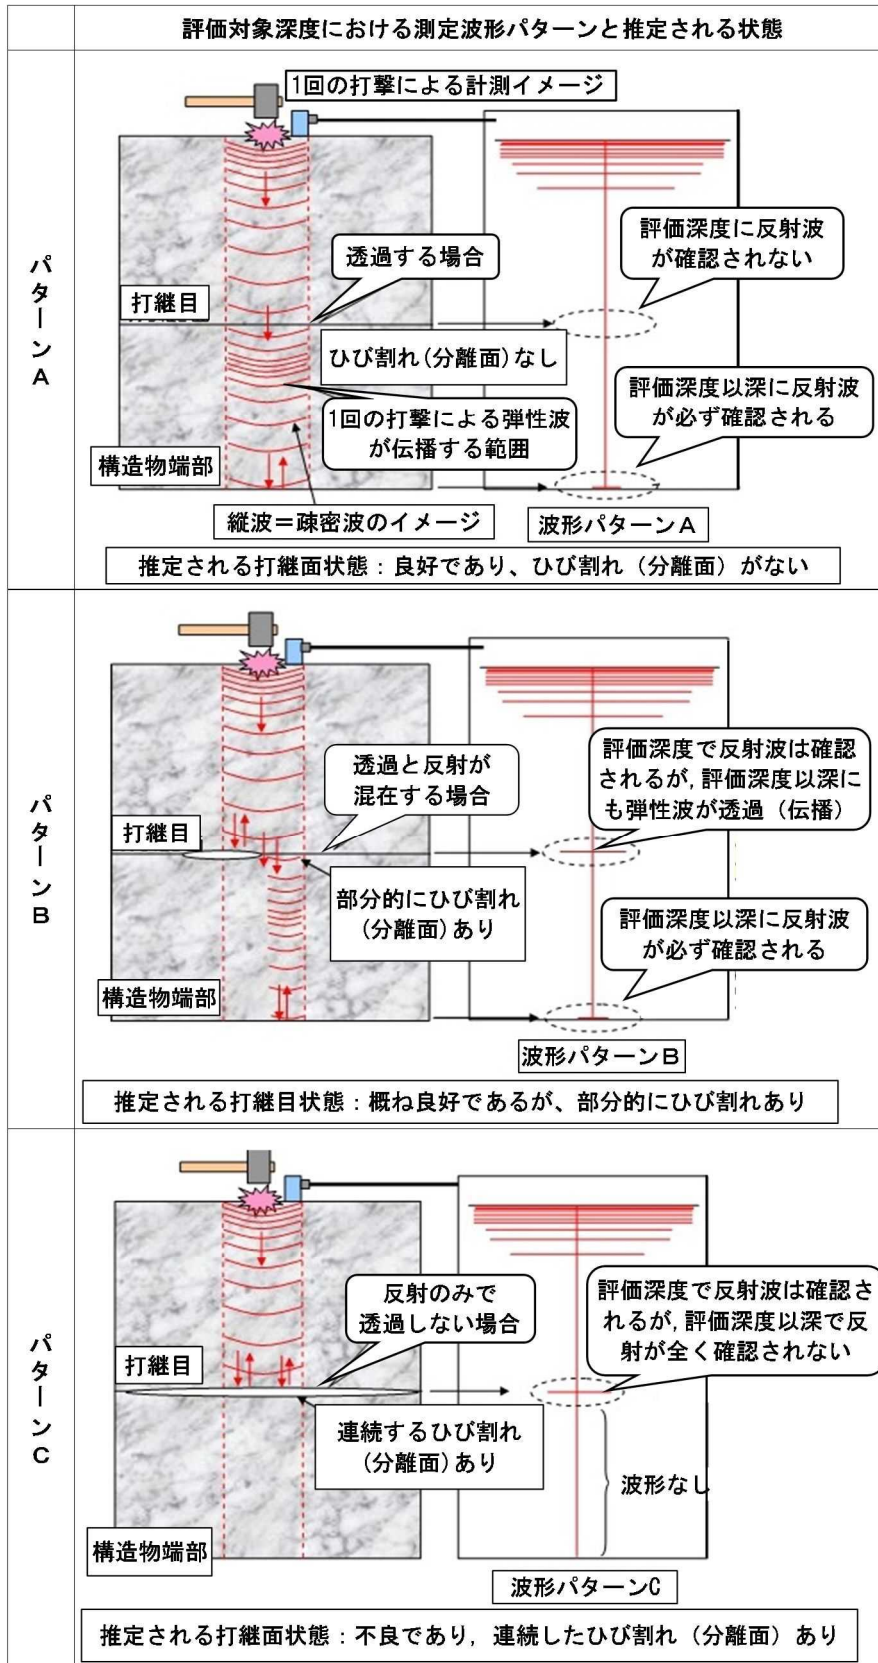 評価対象深度における測定波形パターンと推定される状態
パターンA
1回の打撃による計測イメージ
評価深度に反射波
が確認されない
透過する場合
打継目
ひび割れ(分離面)なし
評価深度以深に反射波
が必ず確認される
1回の打撃による弾性波
が伝播する範囲
構造物端部
縦波=疎密波のイメージ
波形パターンA
推定される打継面状態:良好であり、ひび割れ(分離面)がない
パターンB
評価深度で反射波は確認
されるが,評価深度以深に
も弾性波が透過(伝播)
透過と反射が
混在する場合
打継目
部分的にひび割れ
(分離面)あり
評価深度以深に反射波
が必ず確認される
構造物端部
波形パターンB
推定される打継目状態:概ね良好であるが、部分的にひび割れあり
パターンC
反射のみで
透過しない場合
評価深度で反射波は確認さ
れるが,評価深度以深で反
射が全く確認されない
打継目
連続するひび割れ
(分離面)あり
波形なし
構造物端部
波形パターンC
推定される打継面状態:不良であり,連続したひび割れ(分離面)あり